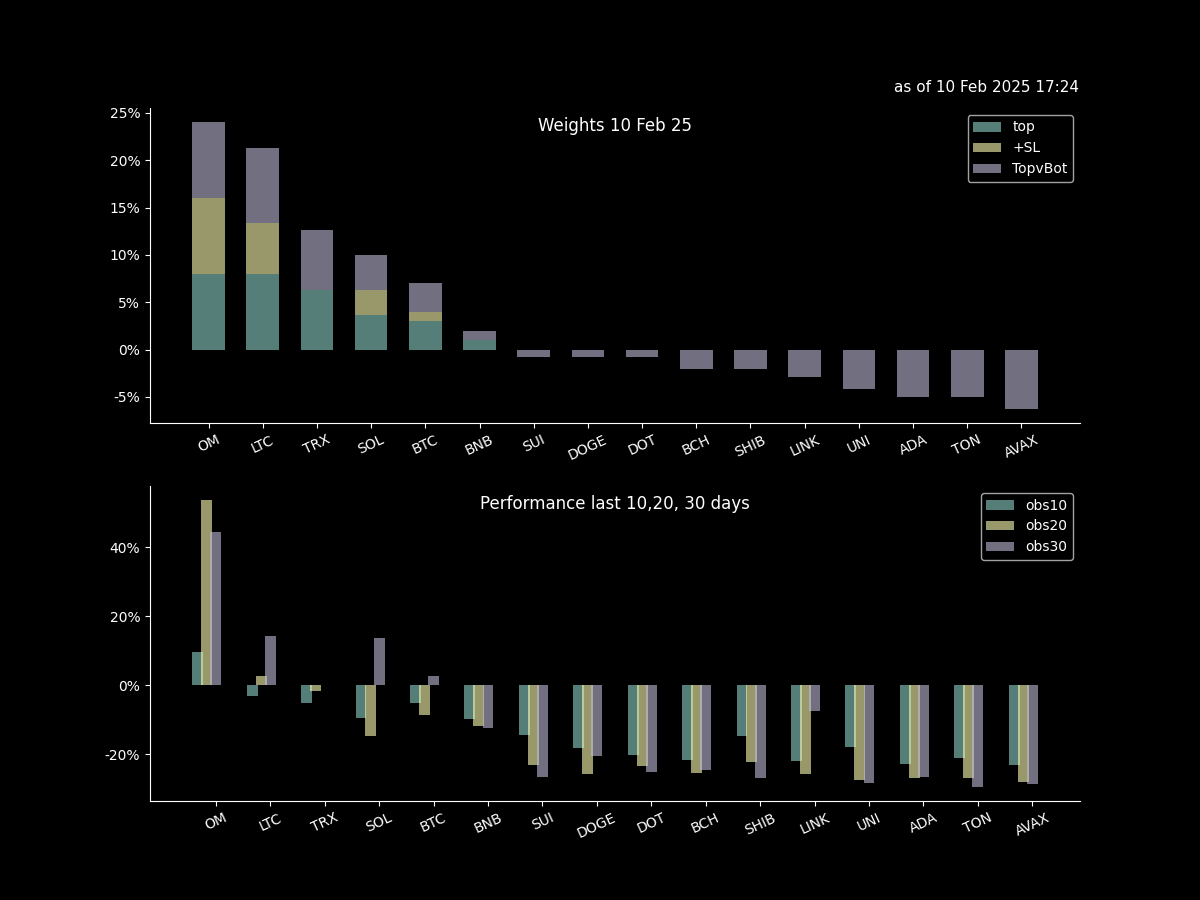 as of 10 Feb 2025 17:24
Weights 10 Feb 25
top
+SL
TopvBot
25%
20%
15%
10%
5%
0%
-5%
OM LTC TRX SOL BTC BNB SUI DOGE DOT BCH SHIB LINK UNI ADA TON AVAX
Performance last 10,20, 30 days
obs10
obs20
obs30
40%
20%
0%
-20%
OM LTC TRX SOL BTC BNB SUI DOGE DOT BCH SHIB LINK UNI ADA TON AVAX